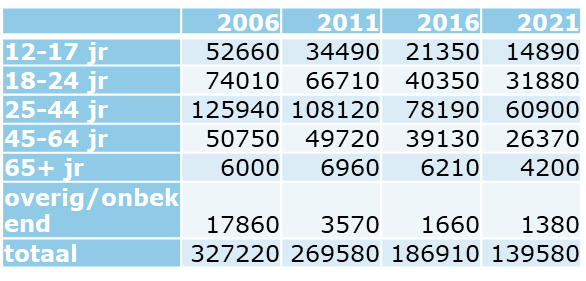 2006 2011 2016 2021
12-17 jr 52660 34490 21350 14890
18-24 jr 74010 66710 40350 31880
25-44 jr 125940 108120 78190 60900
45-64 jr 50750 49720 39130 26370
65+ jr 6000 6960 6210 4200
overig/onbek
end 17860 3570 1660 1380
totaal 327220 269580 186910 139580